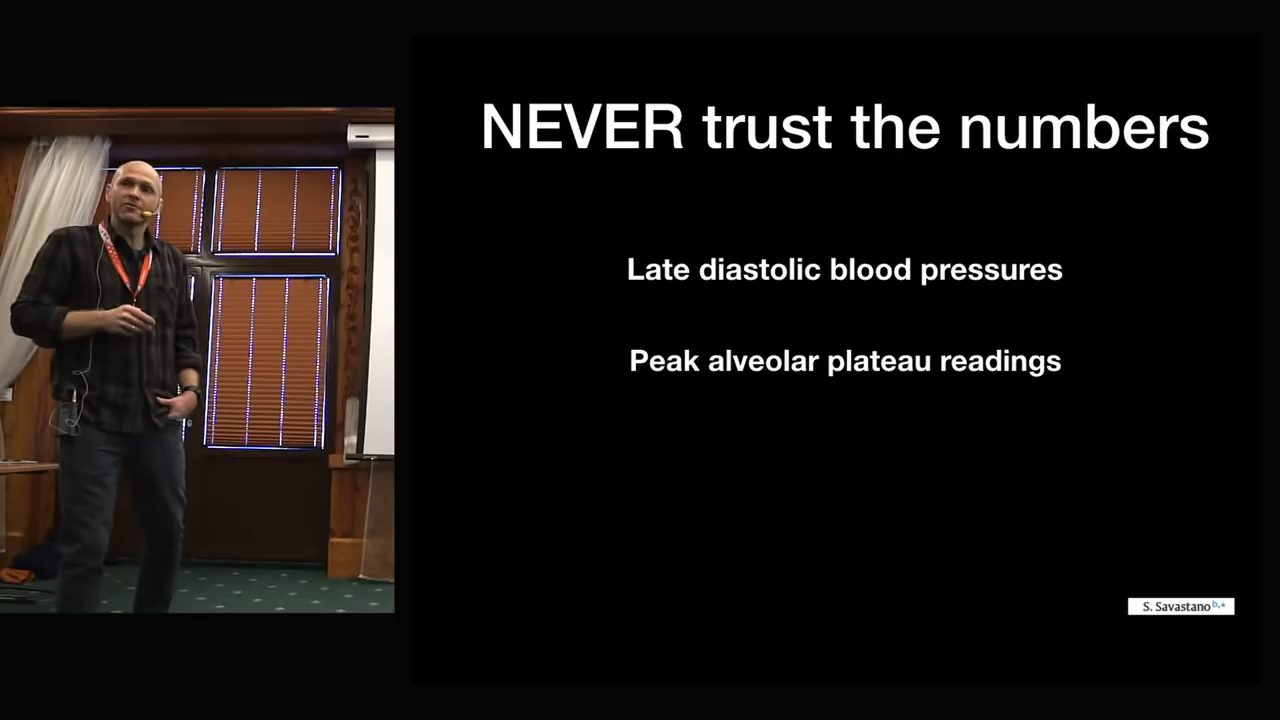 NEVER trust the numbers
Late diastolic blood pressures
Peak alveolar plateau readings
S. Savastano b,*